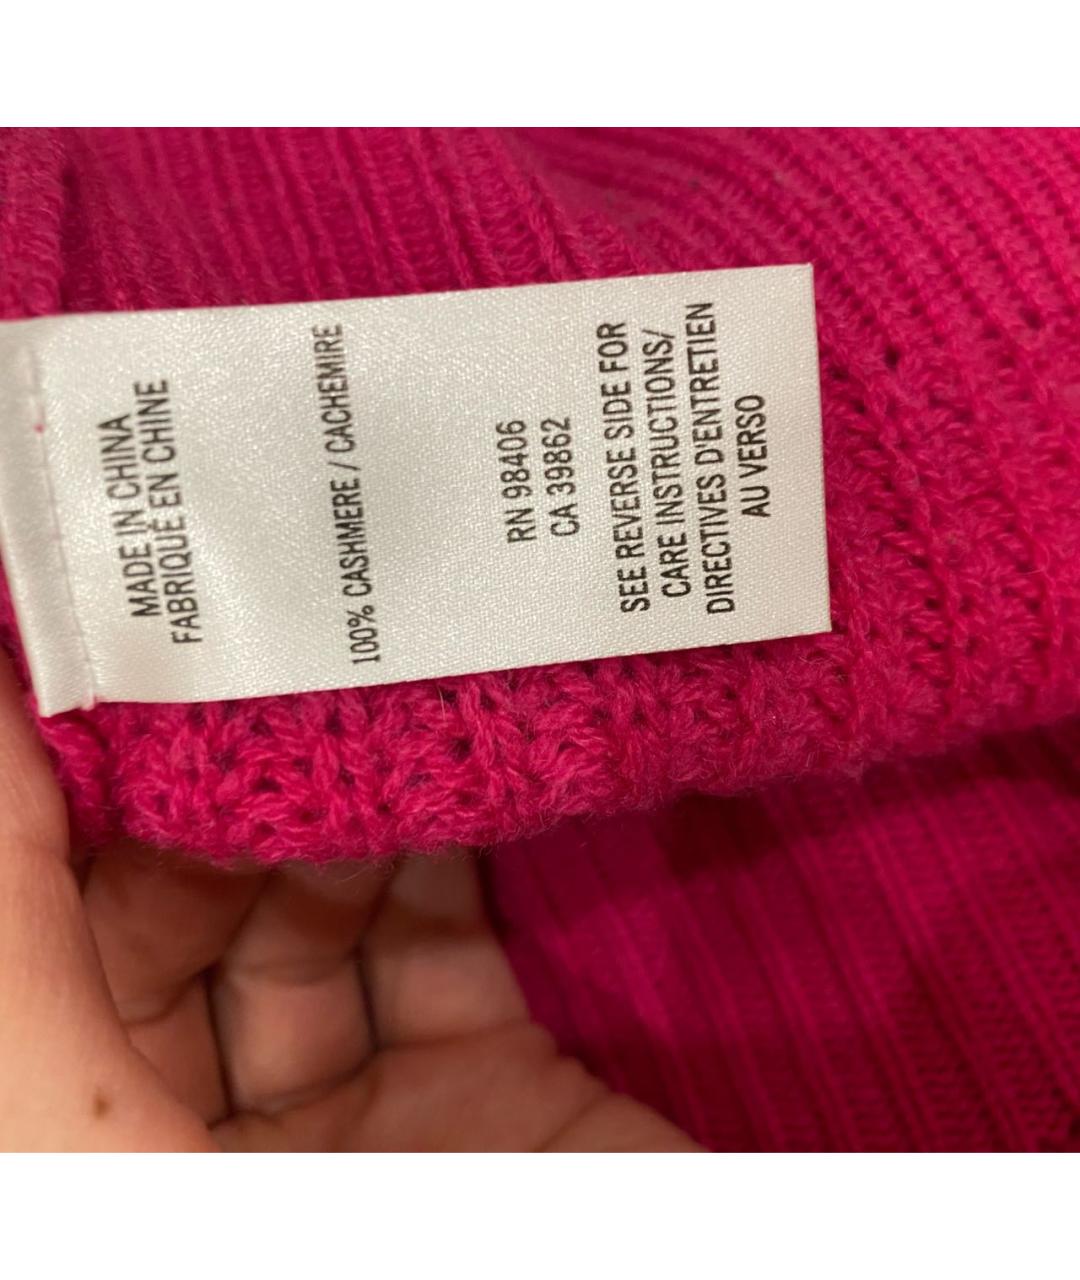 MADE IN CHINA
FABRIQUÉ EN CHINE
100% CASHMERE / CACHEMIRE
RN 98406
CA 39862
SEE REVERSE SIDE FOR
CARE INSTRUCTIONS/
DIRECTIVES D'ENTRETIEN
AU VERSO